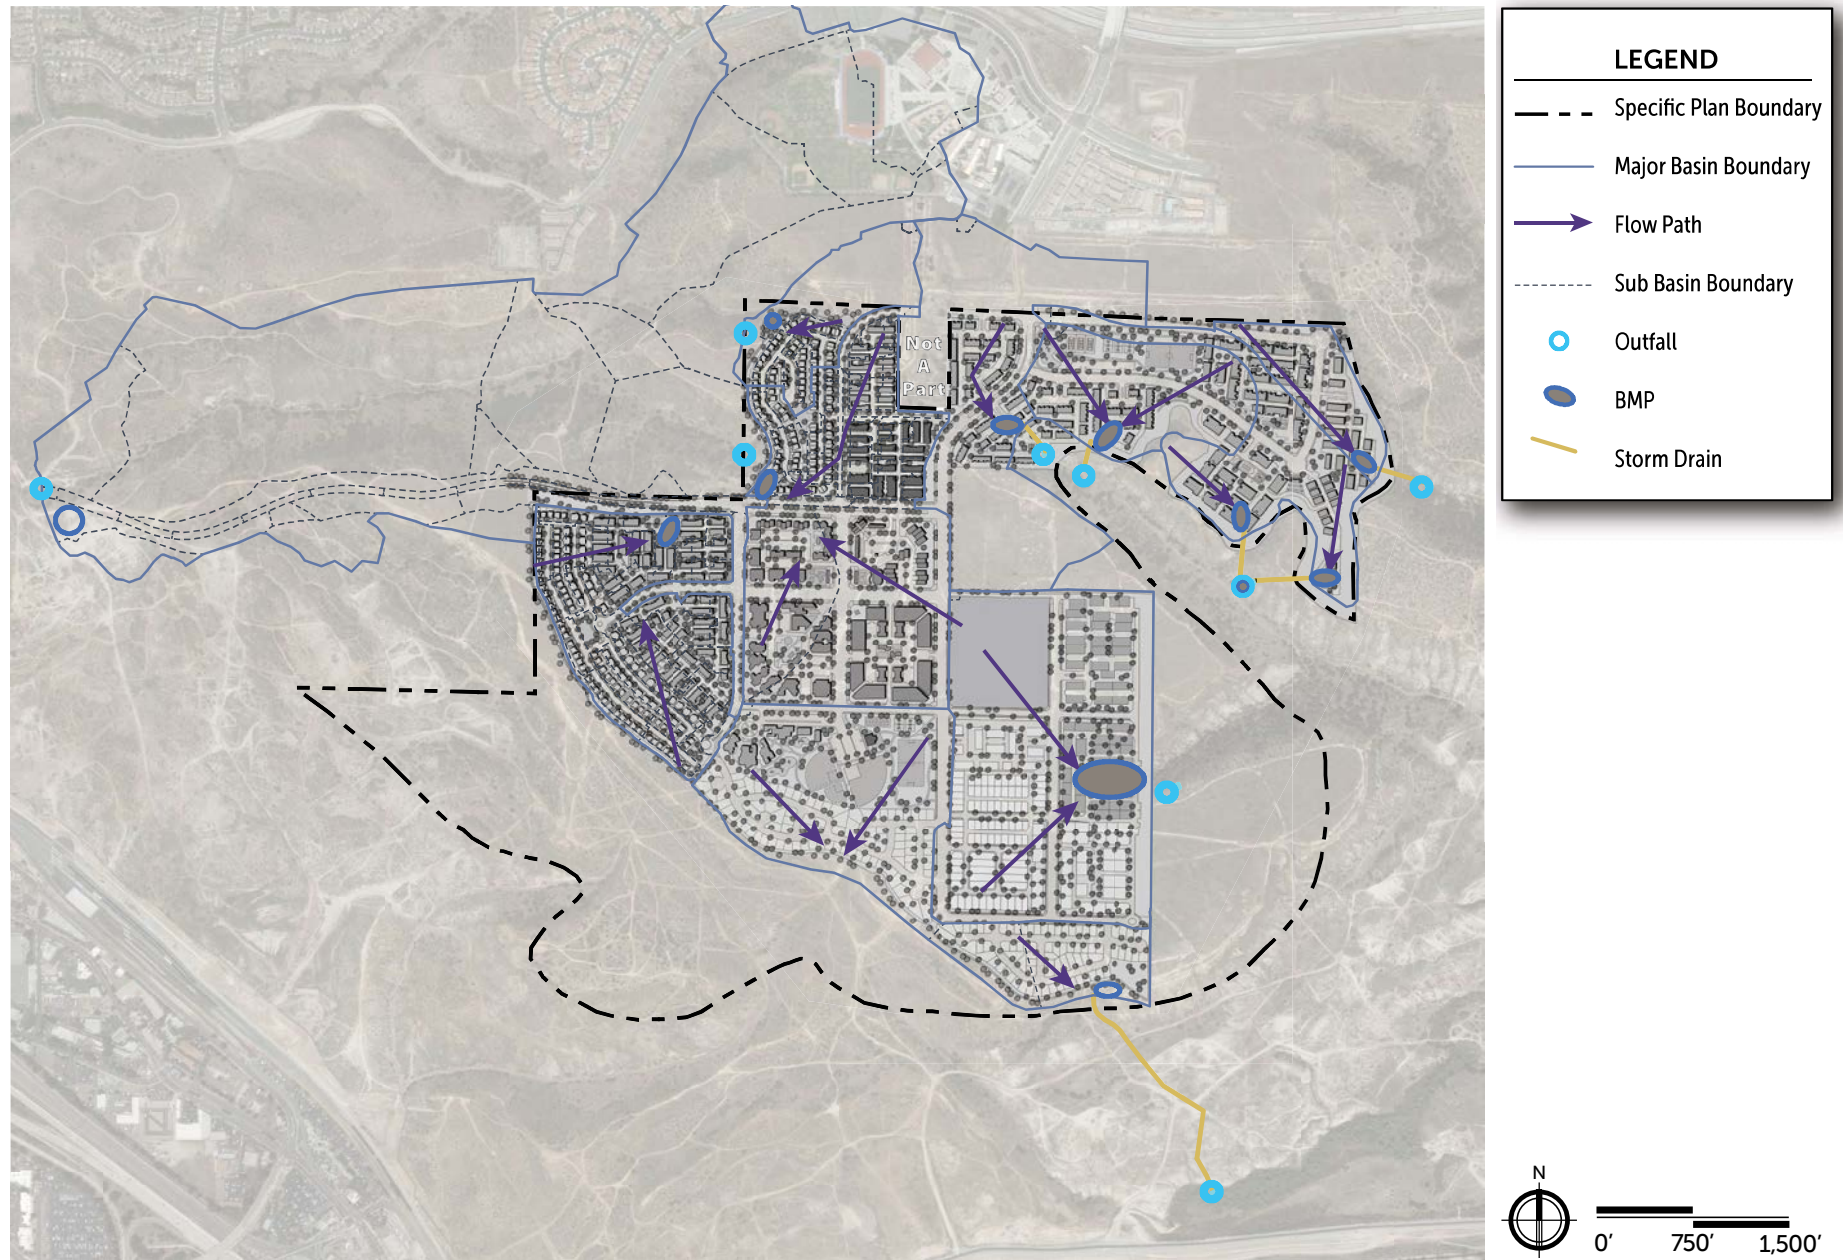 LEGEND
Specific Plan Boundary
Major Basin Boundary
Flow Path
Sub Basin Boundary
Outfall
BMP
Storm Drain
Not
A
Part
N
0' 750' 1,500'